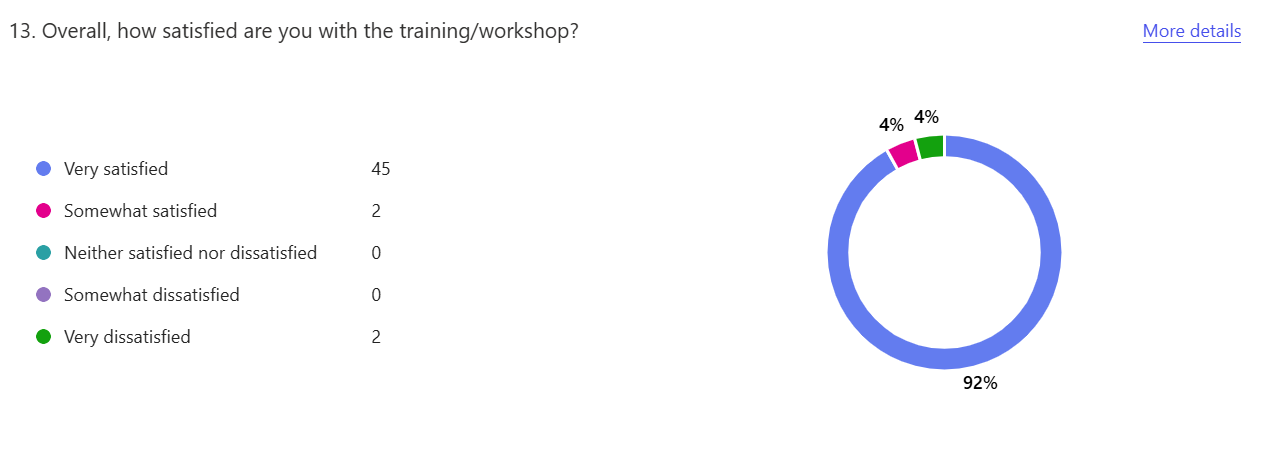 13. Overall, how satisfied are you with the training/workshop?
More details
Very satisfied 45
Somewhat satisfied 2
Neither satisfied nor dissatisfied 0
Somewhat dissatisfied 0
Very dissatisfied 2
4%
4%
92%